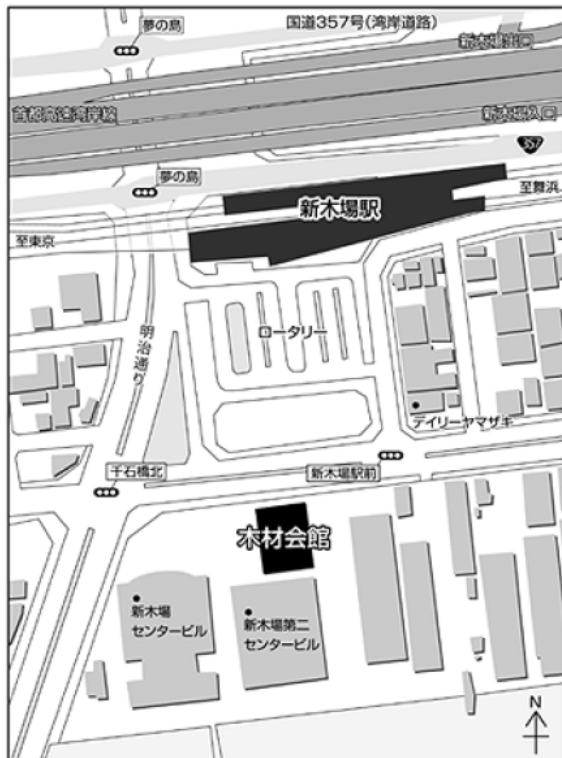 夢の島
国道357号(湾岸道路)
新木場出口
首都高速湾岸線
新木場入口
357
夢の島
至舞浜
新木場駅
至東京
明治通り
ロータリー
デイリーヤマザキ
千石橋北
新木場駅前
木材会館
新木場
センタービル
新木場第二
センタービル
N